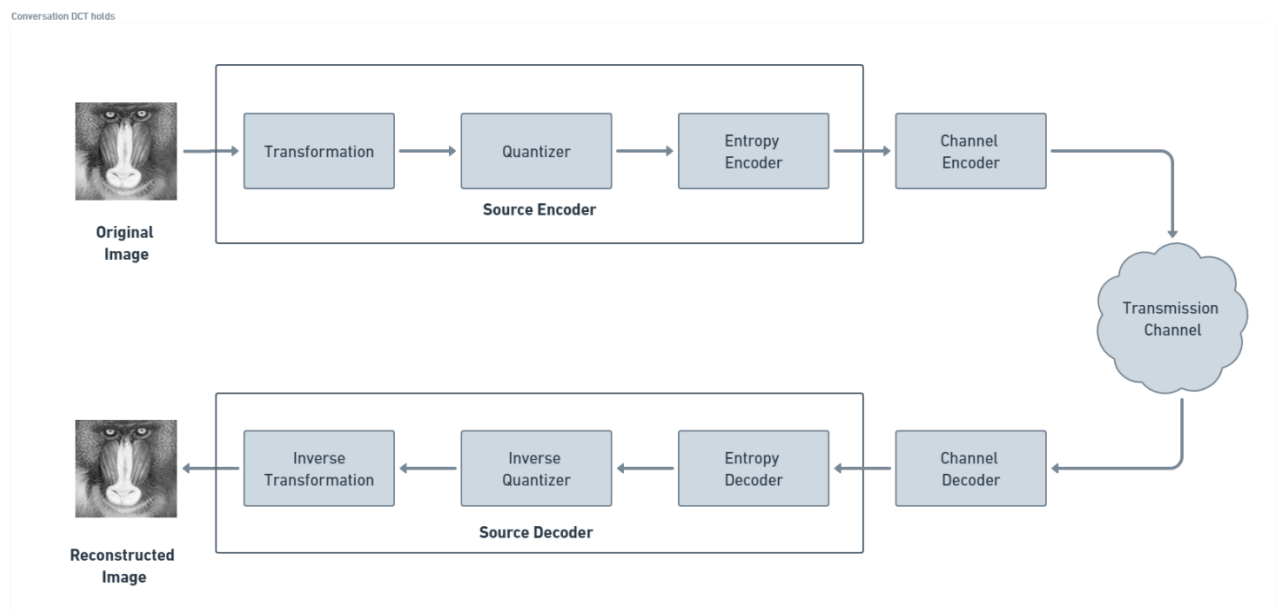 Conversation DCT holds
Transformation
Quantizer
Entropy
Encoder
Channel
Encoder
Source Encoder
Original
Image
Transmission
Channel
Inverse
Transformation
Inverse
Quantizer
Entropy
Decoder
Channel
Decoder
Source Decoder
Reconstructed
Image